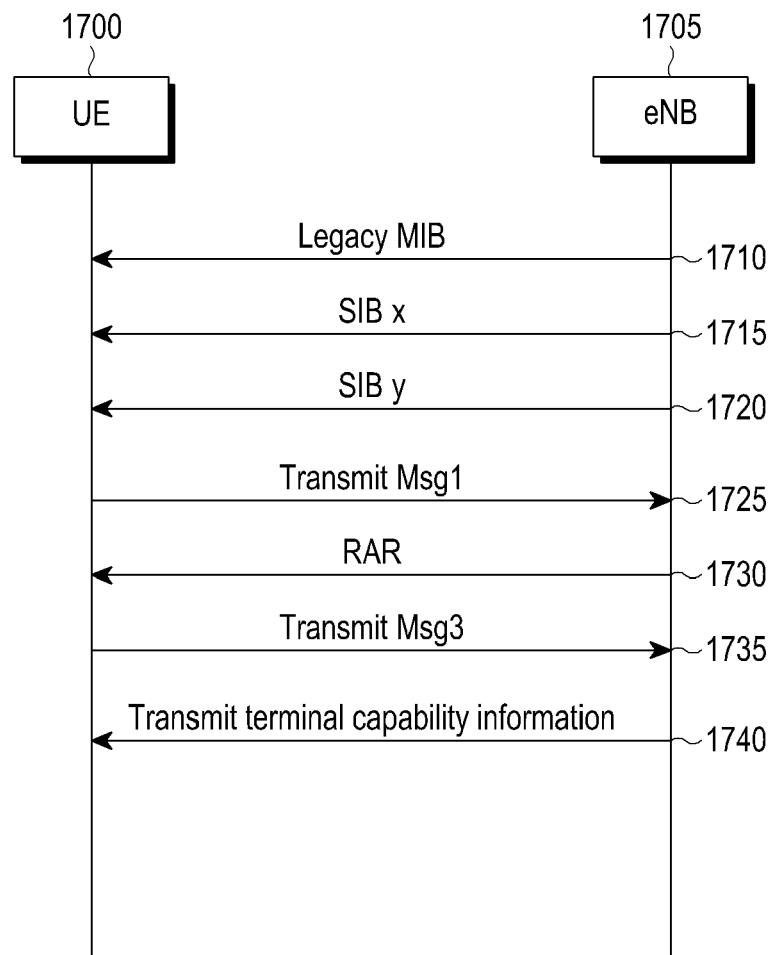 1700
1705
UE
eNB
Legacy MIB
1710
SIB x
1715
SIB y
1720
Transmit Msg1
1725
RAR
1730
Transmit Msg3
1735
Transmit terminal capability information
1740